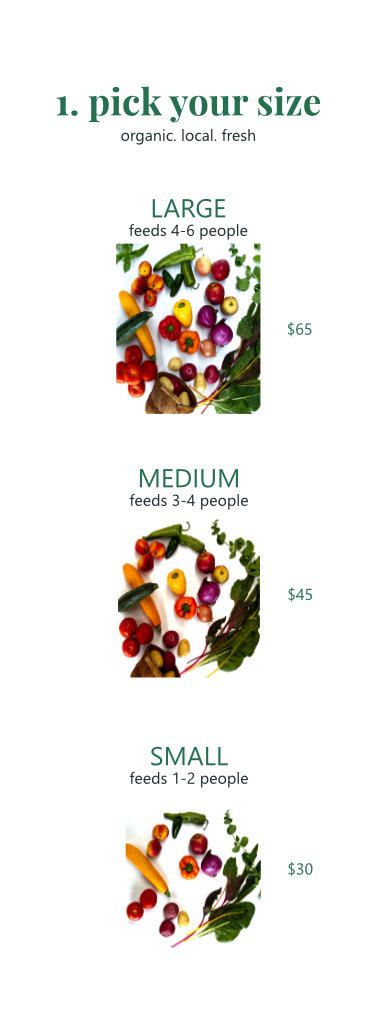 1. pick your size
organic. local. fresh
LARGE
feeds 4-6 people
$65
MEDIUM
feeds 3-4 people
$45
SMALL
feeds 1-2 people
$30